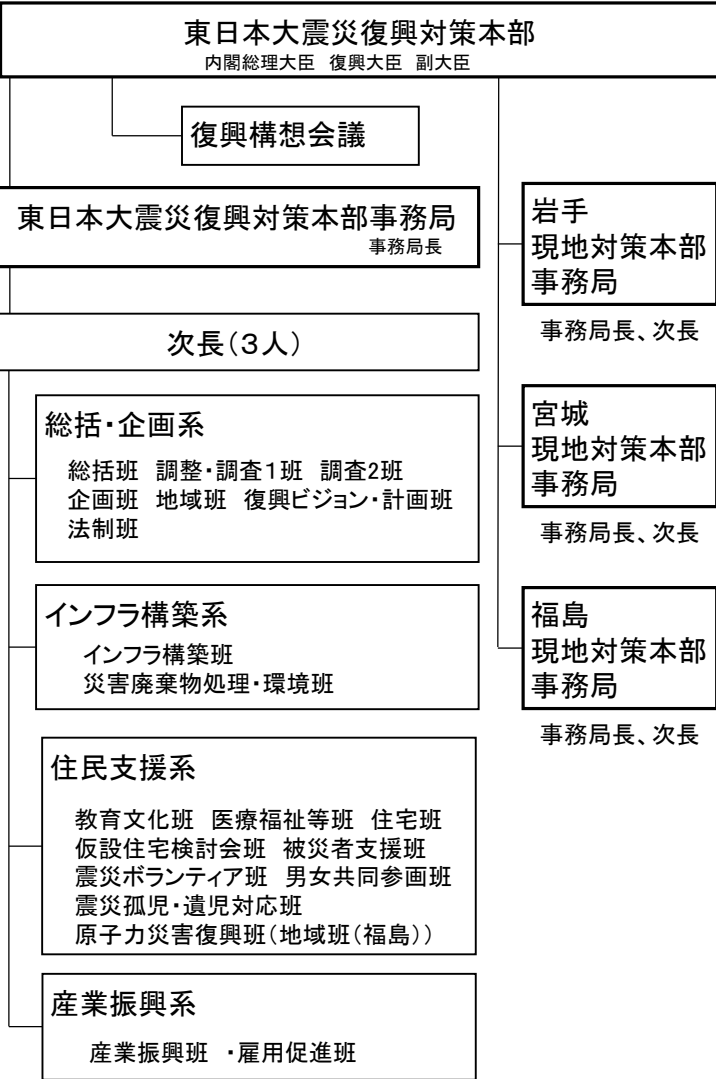 東日本大震災復興対策本部
内閣総理大臣 復興大臣 副大臣
復興構想会議
東日本大震災復興対策本部事務局
事務局長
次長(3人)
総括・企画系
総括班 調整・調査1班 調査2班
企画班 地域班 復興ビジョン・計画班
法制班
インフラ構築系
インフラ構築班
災害廃棄物処理・環境班
住民支援系
教育文化班 医療福祉等班 住宅班
仮設住宅検討会班 被災者支援班
震災ボランティア班 男女共同参画班
震災孤児・遺児対応班
原子力災害復興班(地域班(福島))
産業振興系
産業振興班 ・雇用促進班
岩手
現地対策本部
事務局
事務局長、次長
宮城
現地対策本部
事務局
事務局長、次長
福島
現地対策本部
事務局
事務局長、次長